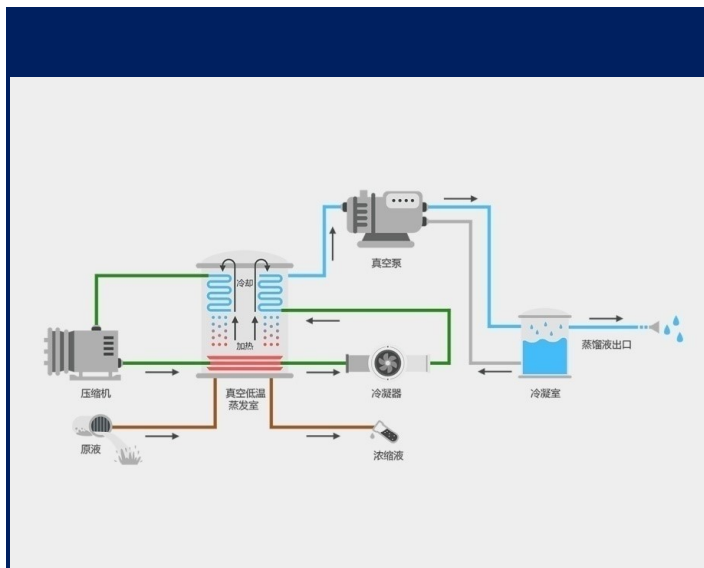 真空泵
冷却
加热
蒸馏液出口
压缩机
真空低温
蒸发室
冷凝器
冷凝室
原液
浓缩液